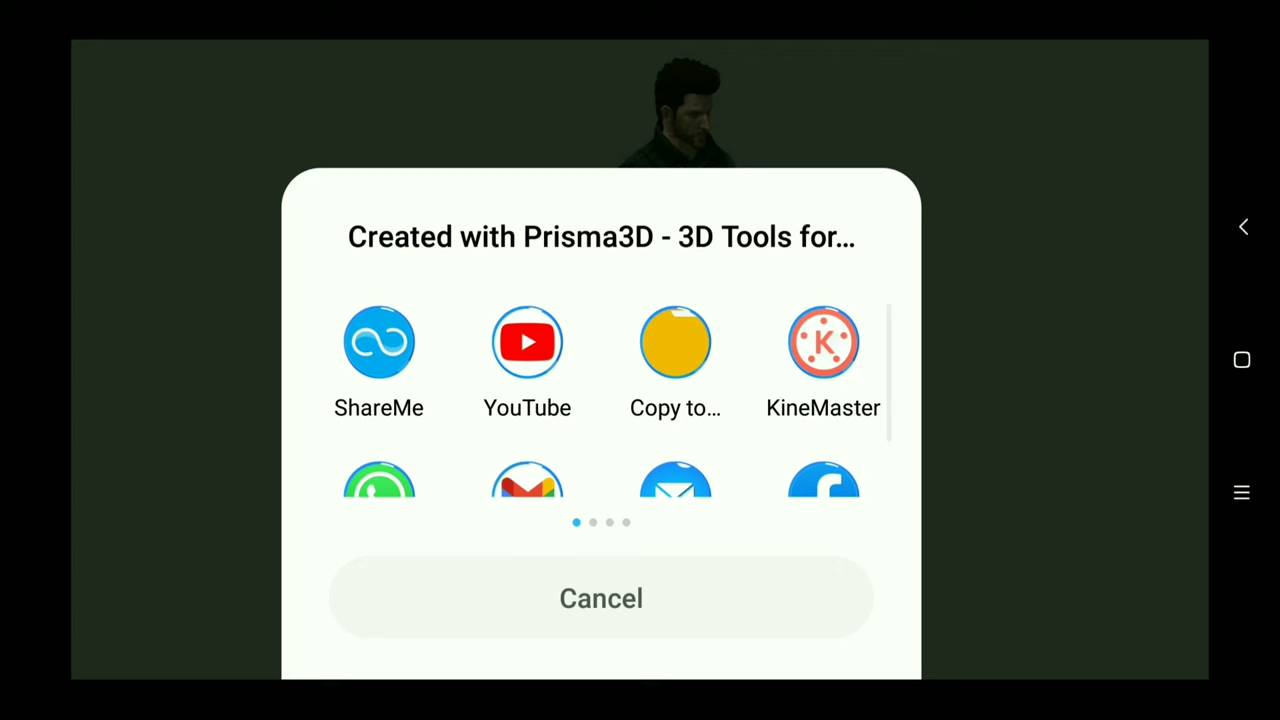 Created with Prisma3D - 3D Tools for...
ShareMe
YouTube
Copy to...
K
KineMaster
Cancel